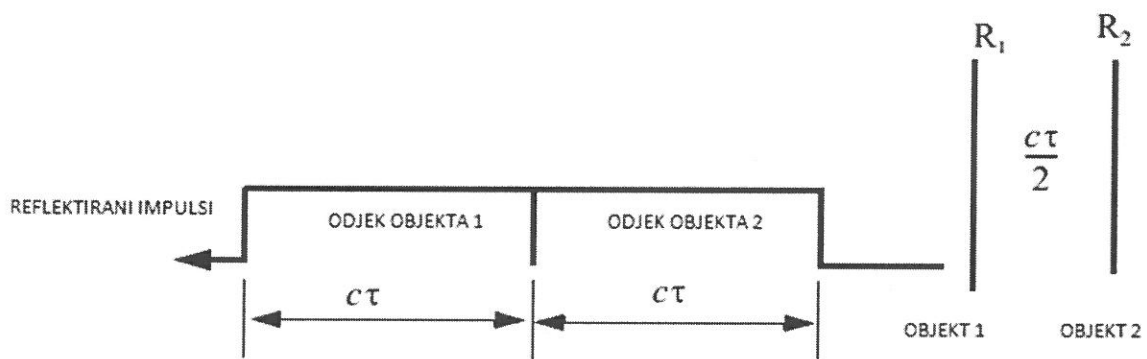 R₁
R₂
cτ
2
REFLEKTIRANI IMPULSI
ODJEK OBJEKTA 1
ODJEK OBJEKTA 2
cτ
cτ
OBJEKT 1
OBJEKT 2